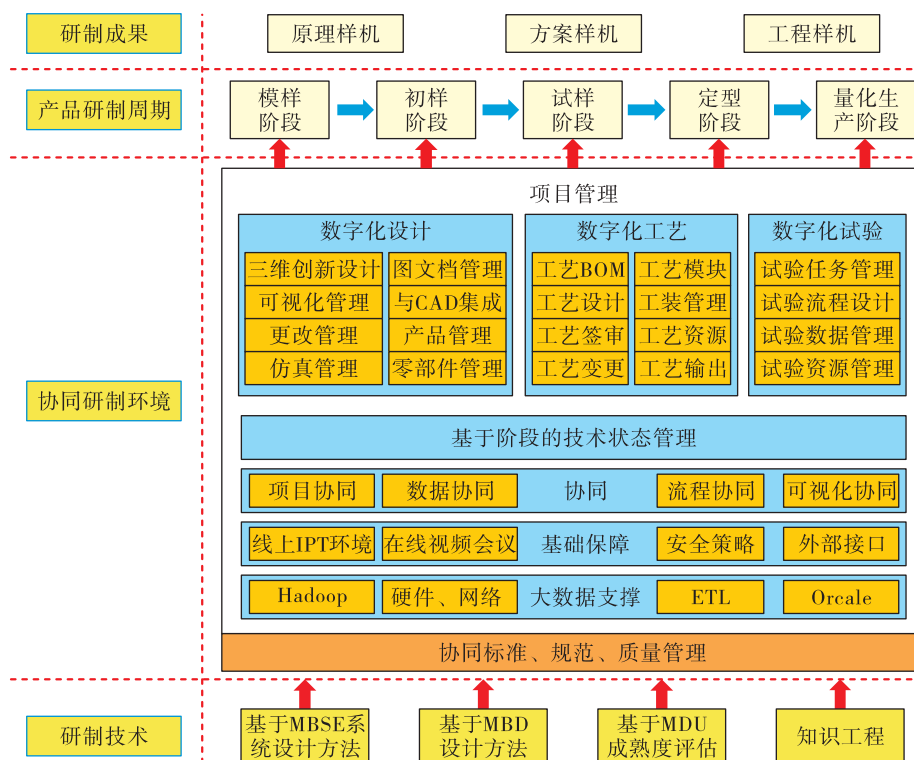 研制成果
原理样机
方案样机
工程样机
产品研制周期
模样
阶段
初样
阶段
试样
阶段
定型
阶段
量化生
产阶段
协同研制环境
项目管理
数字化设计
三维创新设计
图文档管理
可视化管理
与CAD集成
更改管理
产品管理
仿真管理
零部件管理
数字化工艺
工艺BOM
工艺模块
工艺设计
工装管理
工艺签审
工艺资源
工艺变更
工艺输出
数字化试验
试验任务管理
试验流程设计
试验数据管理
试验资源管理
基于阶段的技术状态管理
项目协同
数据协同
协同
流程协同
可视化协同
线上IPT环境
在线视频会议
基础保障
安全策略
外部接口
Hadoop
硬件、网络
大数据支撑
ETL
Orcale
协同标准、规范、质量管理
研制技术
基于MBSE系
统设计方法
基于MBD
设计方法
基于MDU
成熟度评估
知识工程